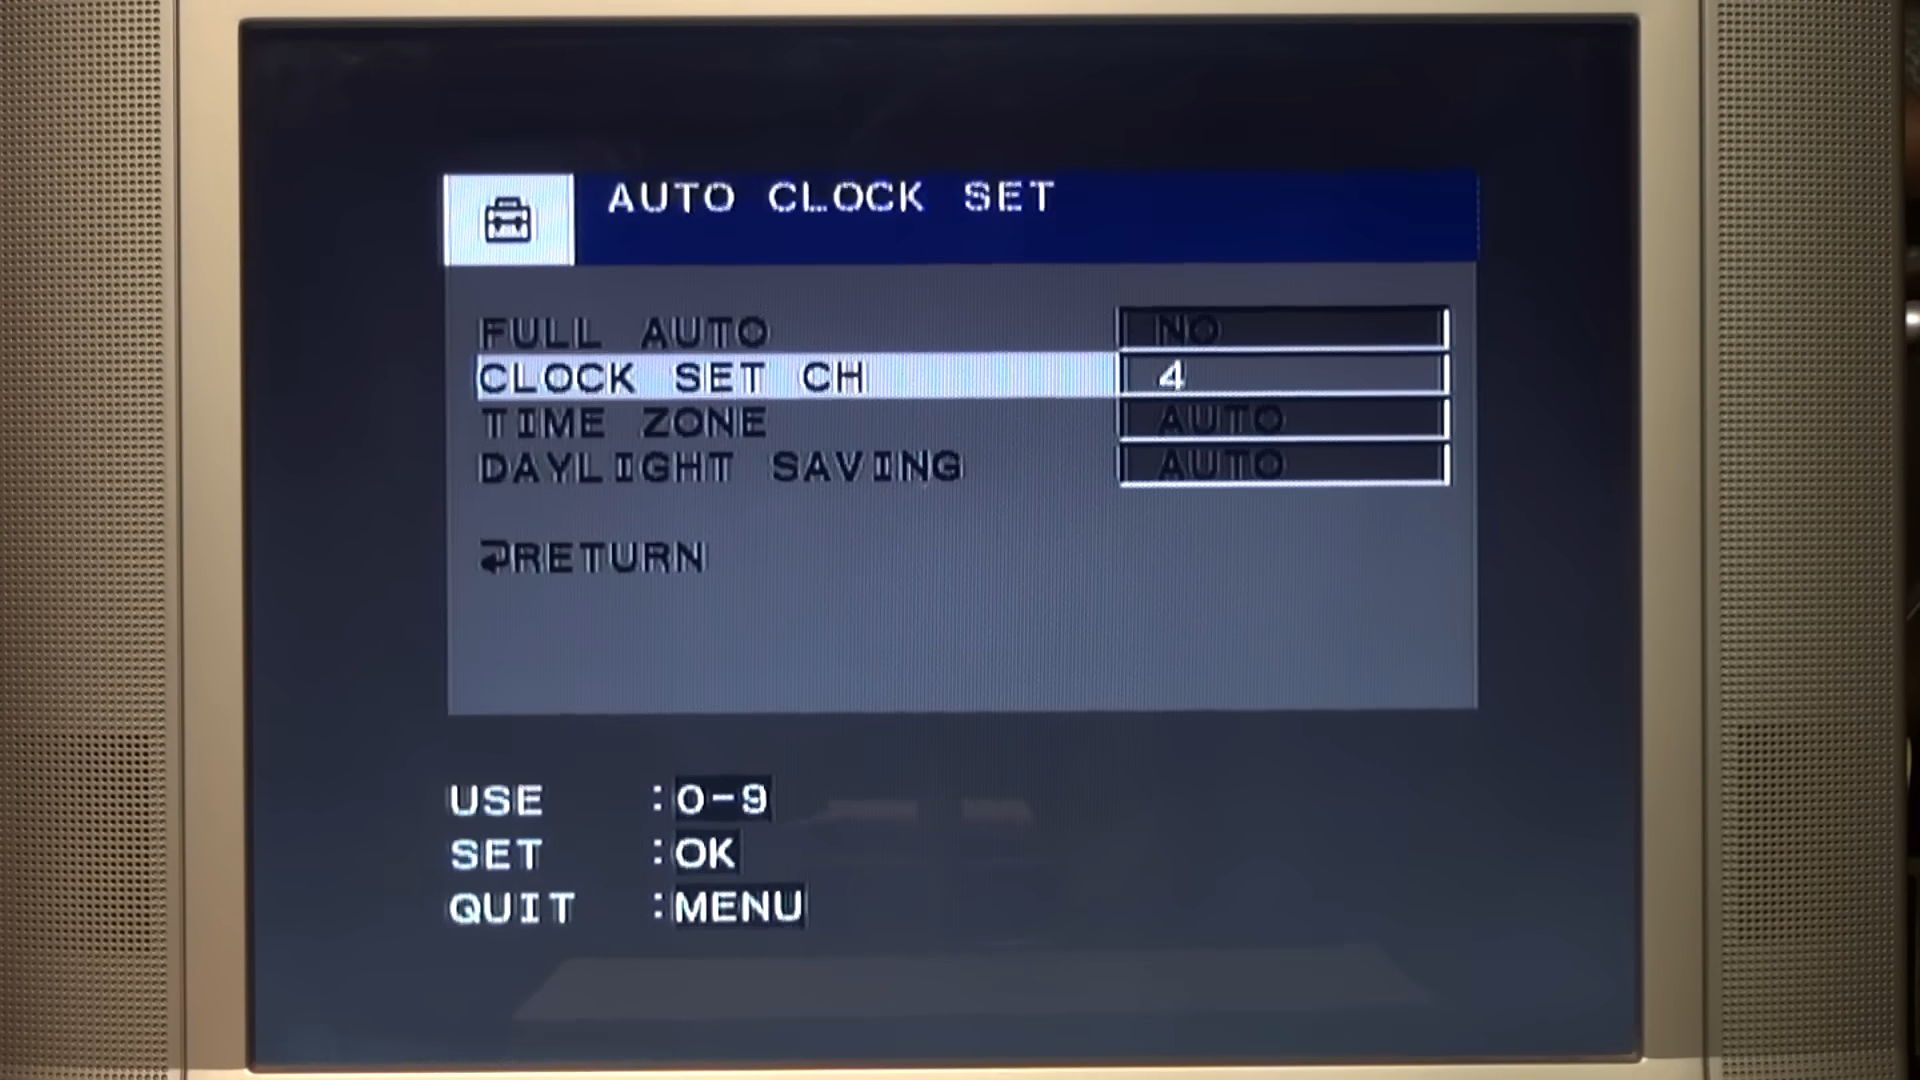 AUTO CLOCK SET
FULL AUTO NO
CLOCK SET CH 4
TIME ZONE AUTO
DAYLIGHT SAVING AUTO
RETURN
USE :0-9
SET :OK
QUIT :MENU